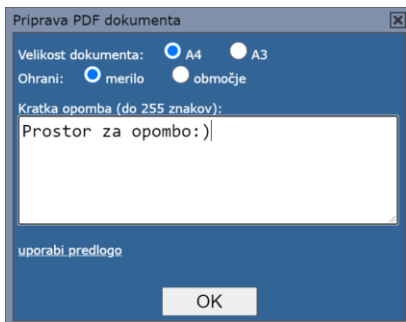 Priprava PDF dokumenta
Velikost dokumenta: A4 A3
Ohrani: merilo območje
Kratka opomba (do 255 znakov):
Prostor za opombo:)
uporabi predlogo
OK